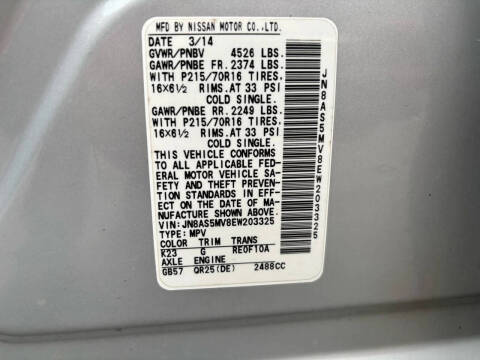 MFD BY NISSAN MOTOR CO.,LTD.
DATE 3/14
GVWR/PNBV 4526 LBS.
GAWR/PNBE FR. 2374 LBS.
WITH P215/70R16 TIRES.
16X6½ RIMS. AT 33 PSI
COLD SINGLE.
GAWR/PNBE RR. 2249 LBS.
WITH P215/70R16 TIRES.
16X6½ RIMS. AT 33 PSI
COLD SINGLE.
THIS VEHICLE CONFORMS
TO ALL APPLICABLE FED-
ERAL MOTOR VEHICLE SA-
FETY AND THEFT PREVEN-
TION STANDARDS IN EFFECT
ON THE DATE OF MANU-
FACTURE SHOWN ABOVE.
VIN : JN8AS5MV8EW203325
TYPE: MPV
COLOR TRIM TRANS
K23 G RE0F10A
AXLE ENGINE
GB57 QR25(DE) 2488CC
JN8AS5MV8EW203325